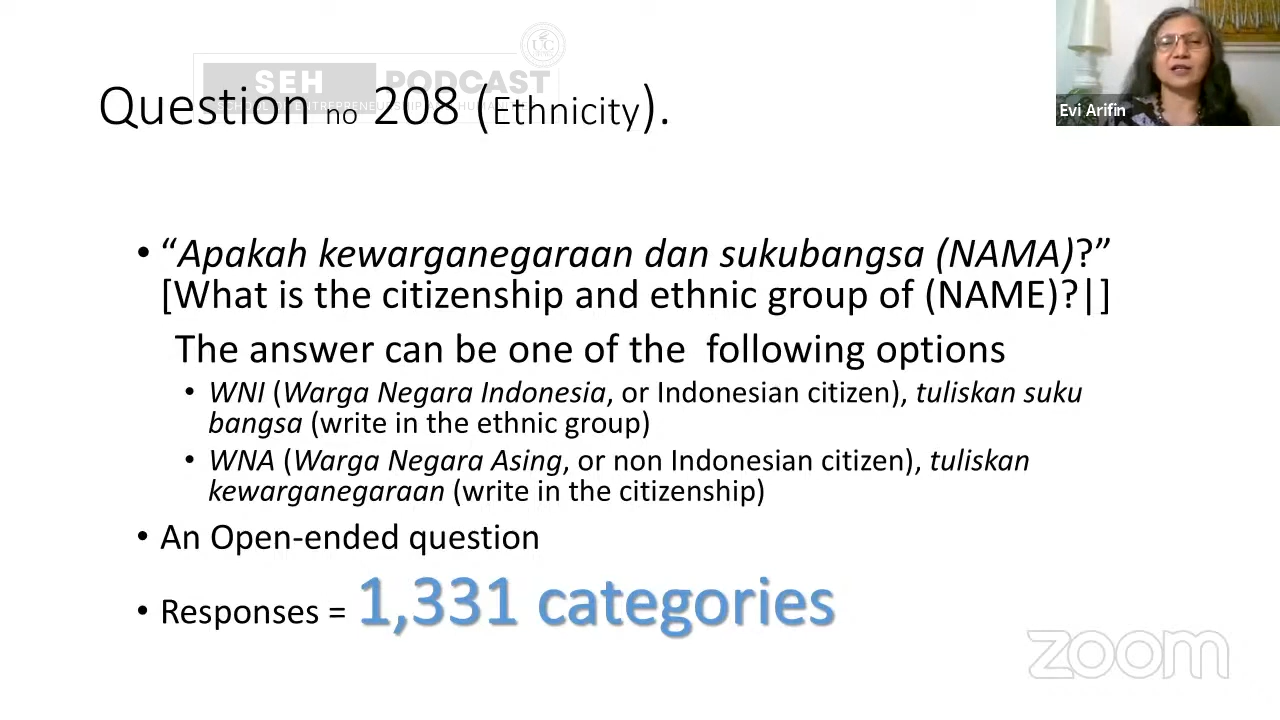 UC
SEH PODCAST
Question no 208 (Ethnicity).
Evi Arifin
• “Apakah kewarganegaraan dan sukubangsa (NAMA)?”
[What is the citizenship and ethnic group of (NAME)?|]
The answer can be one of the following options
• WNI (Warga Negara Indonesia, or Indonesian citizen), tuliskan suku
bangsa (write in the ethnic group)
• WNA (Warga Negara Asing, or non Indonesian citizen), tuliskan
kewarganegaraan (write in the citizenship)
• An Open-ended question
• Responses = 1,331 categories
zoom